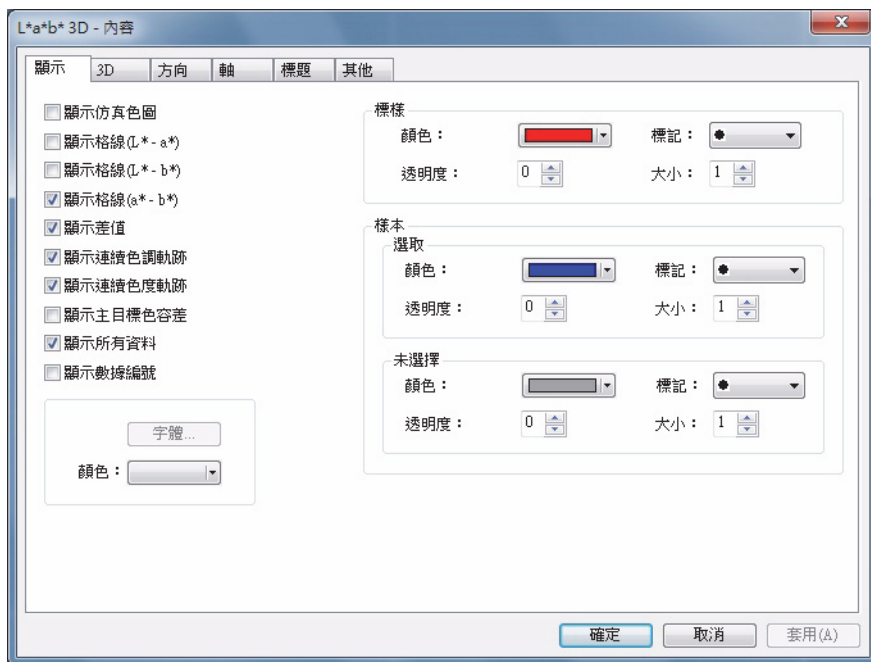 L*a*b* 3D - 內容
顯示 3D 方向 軸 標題 其他
顯示仿真色圖
顯示格線(L* - a*)
顯示格線(L* - b*)
顯示格線(a* - b*)
顯示差值
顯示連續色調軌跡
顯示連續色度軌跡
顯示主目標色容差
顯示所有資料
顯示數據編號
字體...
顏色：
標樣
顏色： 標記：
透明度： 0 大小： 1
樣本
選取
顏色： 標記：
透明度： 0 大小： 1
未選擇
顏色： 標記：
透明度： 0 大小： 1
確定 取消 套用(A)